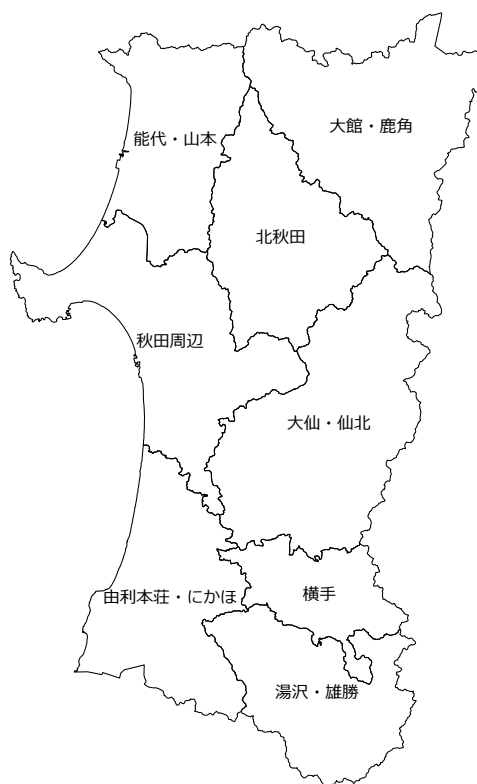 大館・鹿角
能代・山本
北秋田
秋田周辺
大仙・仙北
横手
由利本荘・にかほ
湯沢・雄勝